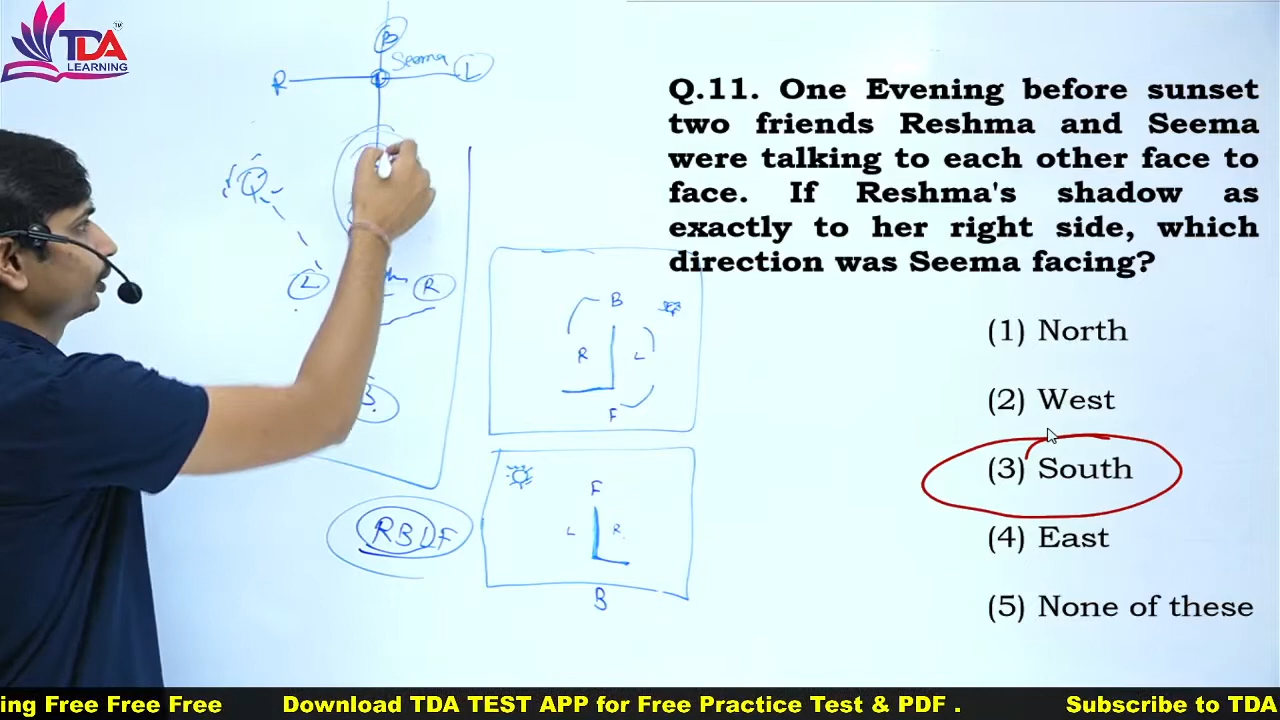 TDA
LEARNING
B
Seema
R
L
Q.11. One Evening before sunset
two friends Reshma and Seema
were talking to each other face to
face. If Reshma's shadow as
exactly to her right side, which
direction was Seema facing?
L
R
B
R
L
F
B.
(1) North
(2) West
(3) South
(4) East
(5) None of these
RBLF
F
L
R.
B
ing Free Free Free
Download TDA TEST APP for Free Practice Test & PDF .
Subscribe to TDA